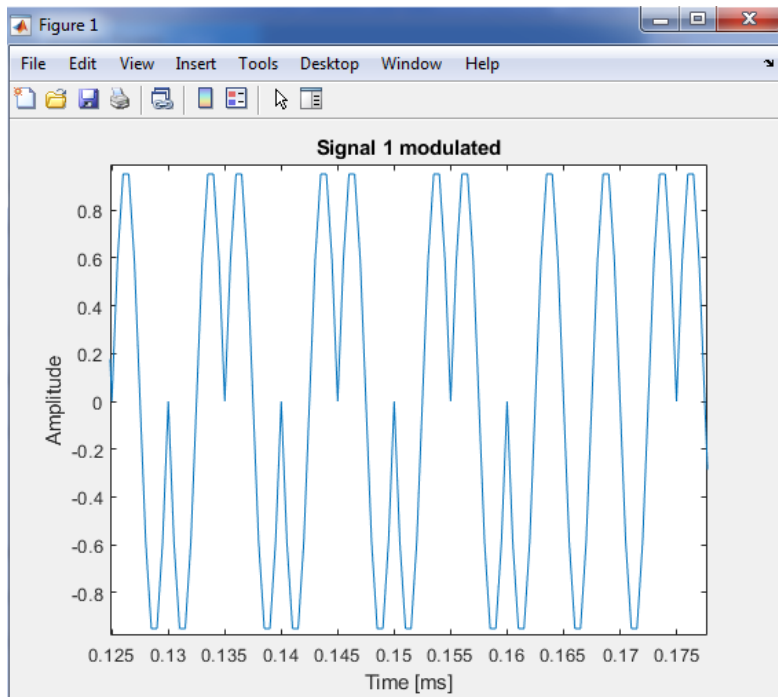 Figure 1
File Edit View Insert Tools Desktop Window Help
Signal 1 modulated
0.8
0.6
0.4
0.2
0
-0.2
-0.4
-0.6
-0.8
Amplitude
0.125 0.13 0.135 0.14 0.145 0.15 0.155 0.16 0.165 0.17 0.175
Time [ms]